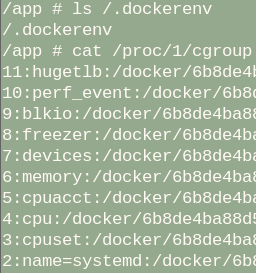 /app # ls /.dockerenv
/.dockerenv
/app # cat /proc/1/cgroup
11:hugetlb:/docker/6b8de4b
10:perf_event:/docker/6b8d
9:blkio:/docker/6b8de4ba88
8:freezer:/docker/6b8de4ba
7:devices:/docker/6b8de4ba
6:memory:/docker/6b8de4ba8
5:cpuacct:/docker/6b8de4ba
4:cpu:/docker/6b8de4ba88d5
3:cpuset:/docker/6b8de4ba8
2:name=systemd:/docker/6b8